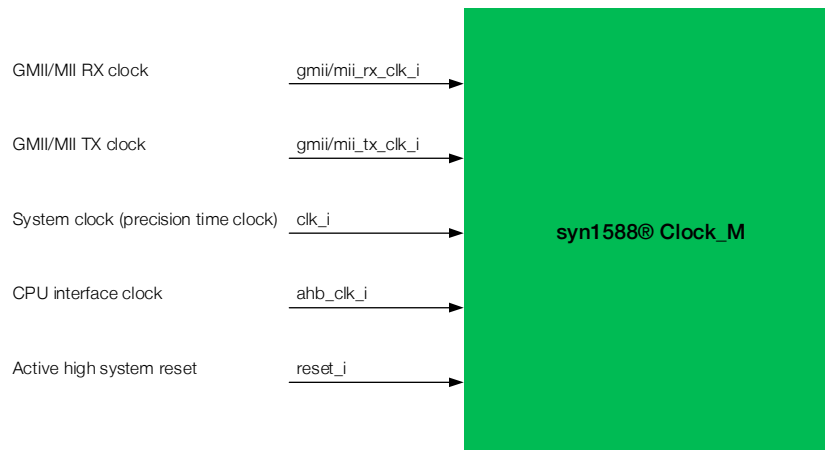 GMII/MII RX clock gmii/mii_rx_clk_i
GMII/MII TX clock gmii/mii_tx_clk_i
System clock (precision time clock) clk_i
syn1588® Clock_M
CPU interface clock ahb_clk_i
Active high system reset reset_i